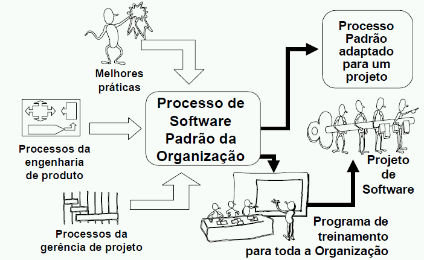 Melhores
práticas
Processos da
engenharia
de produto
Processos da
gerência de projeto
Processo de
Software
Padrão da
Organização
Processo
Padrão
adaptado
para um
projeto
Projeto
de
Software
Programa de
treinamento
para toda a Organização